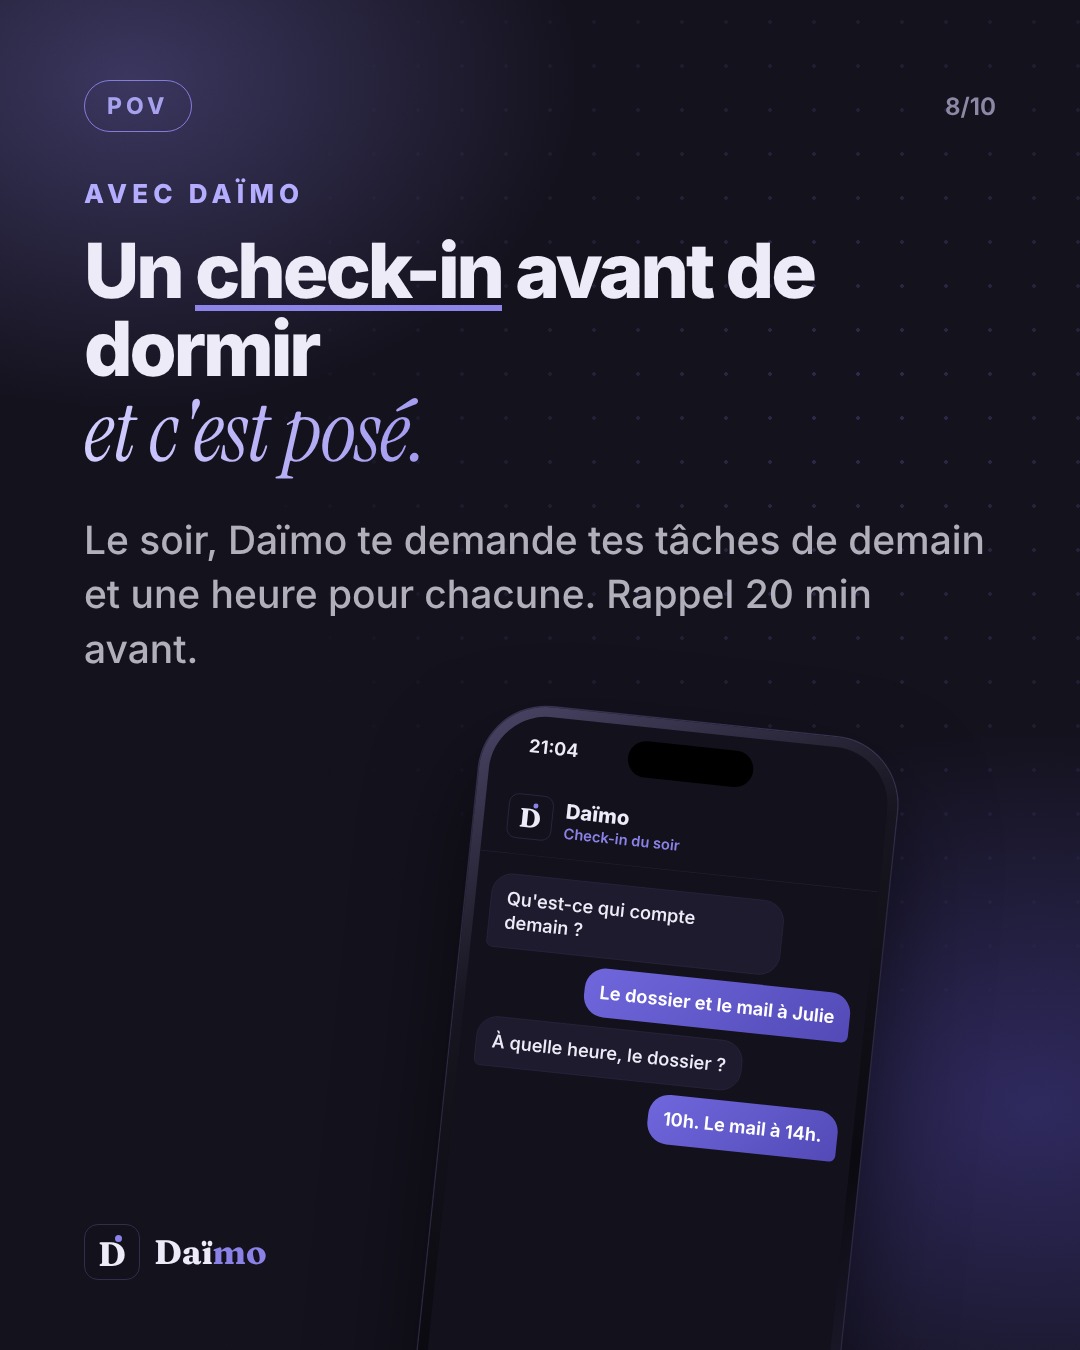 POV
8/10
AVEC DAÏMO
Un check-in avant de
dormir
et c'est posé.
Le soir, Daïmo te demande tes tâches de demain
et une heure pour chacune. Rappel 20 min
avant.
21:04
D
Daïmo
Check-in du soir
Qu'est-ce qui compte
demain ?
Le dossier et le mail à Julie
À quelle heure, le dossier ?
10h. Le mail à 14h.
D
Daïmo